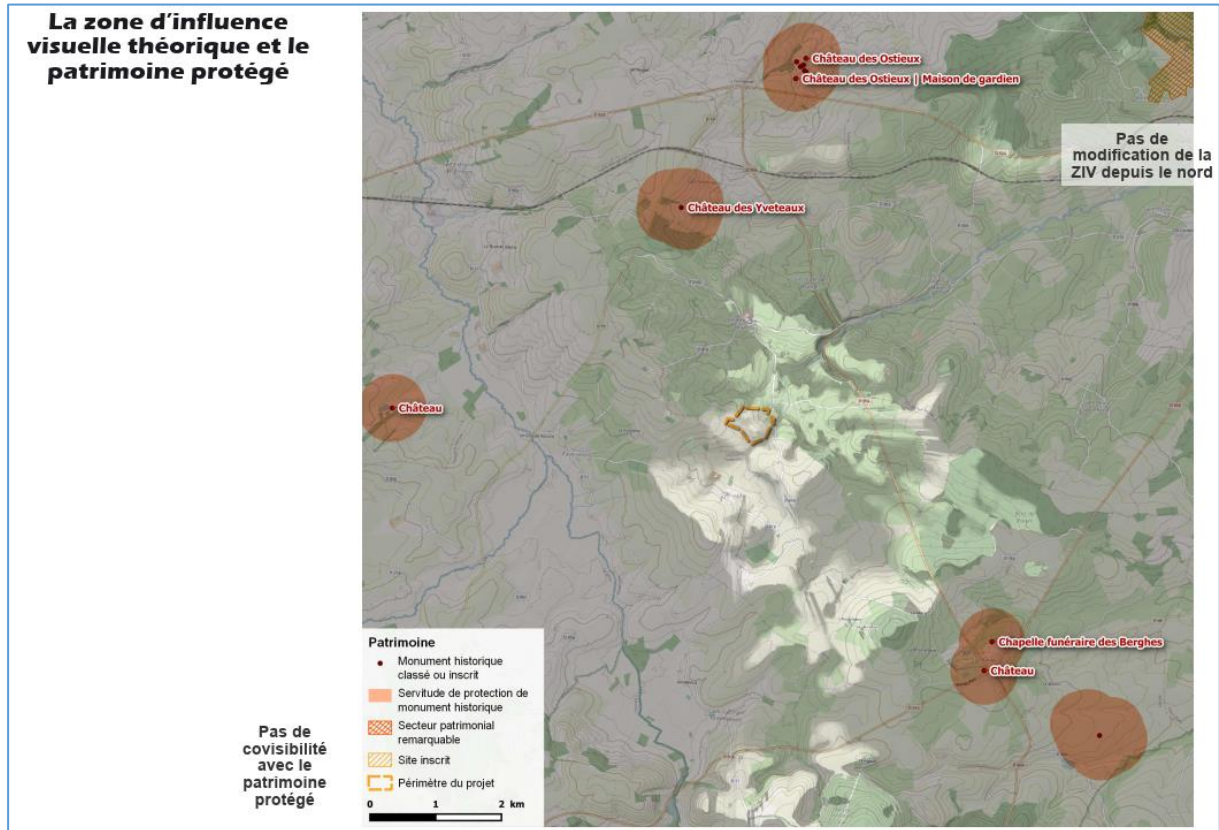 La zone d'influence
visuelle théorique et le
patrimoine protégé
Château des Ostieux
Château des Ostieux | Maison de gardien
Pas de
modification de la
ZIV depuis le nord
Château des Yveteaux
Château
Chapelle funéraire des Berghes
Château
Patrimoine
Monument historique
classé ou inscrit
Servitude de protection de
monument historique
Secteur patrimonial
remarquable
Site inscrit
Périmètre du projet
0 1 2 km
Pas de
covisibilité
avec le
patrimoine
protégé